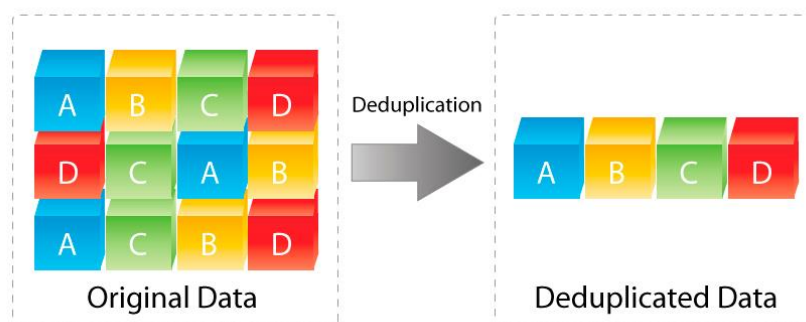 A B C D
Deduplication
D C A B
A B C D
A C B D
Original Data
Deduplicated Data